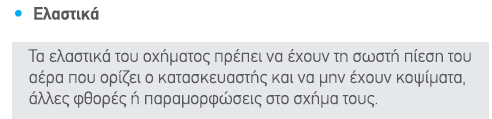 • Ελαστικά
Τα ελαστικά του οχήματος πρέπει να έχουν τη σωστή πίεση του
αέρα που ορίζει ο κατασκευαστής και να μην έχουν κοψίματα,
άλλες φθορές ή παραμορφώσεις στο σχήμα τους.